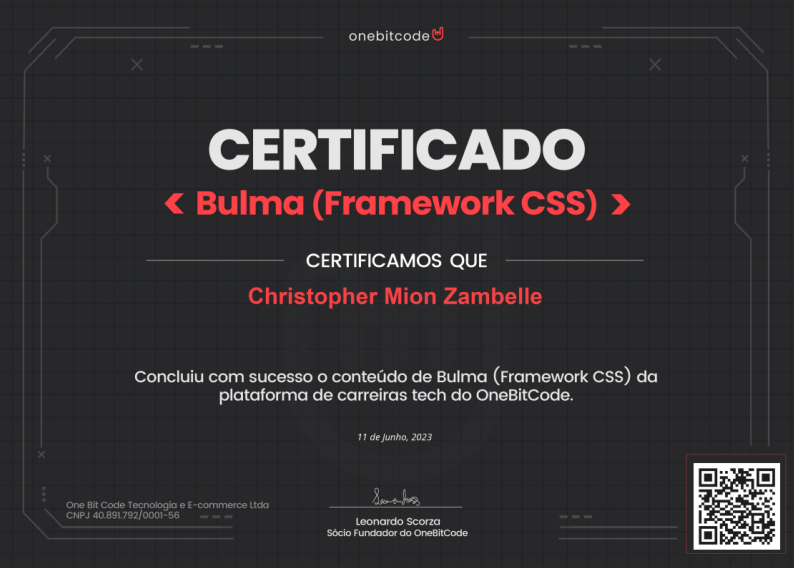 onebitcode
CERTIFICADO
< Bulma (Framework CSS) >
CERTIFICAMOS QUE
Christopher Mion Zambelle
Concluiu com sucesso o conteúdo de Bulma (Framework CSS) da
plataforma de carreiras tech do OneBitCode.
11 de Junho, 2023
One Bit Code Tecnologia e E-commerce Ltda
CNPJ 40.891.792/0001-56
Leonardo Scorza
Sócio Fundador do OneBitCode